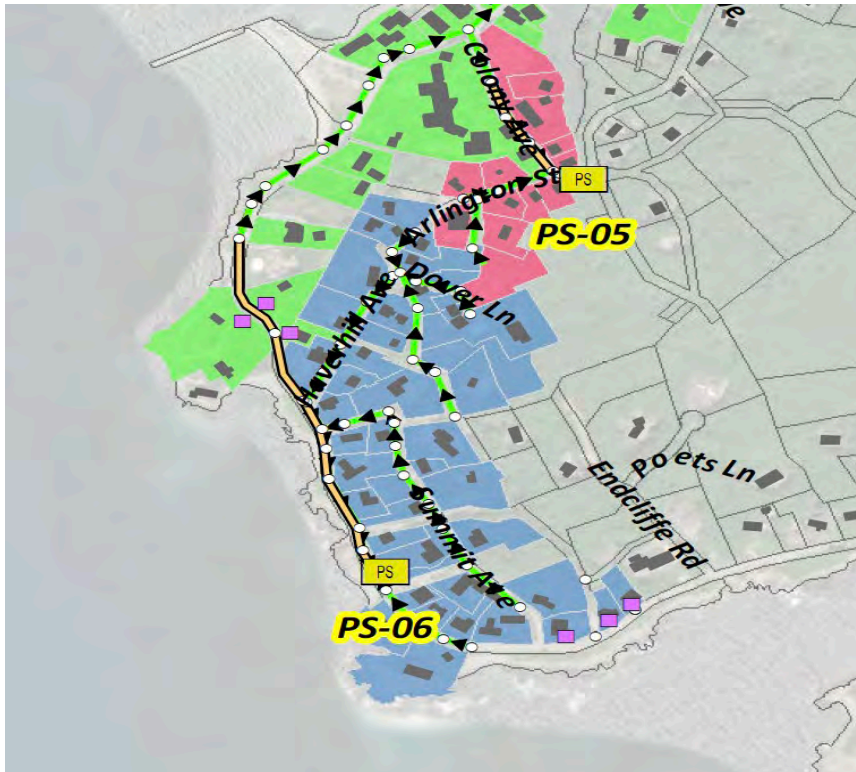 Colony Ave
Arlington St
PS
PS-05
Dover Ln
Haverhill Ave
Poets Ln
Endcliffe Rd
Summit Ave
PS
PS-06